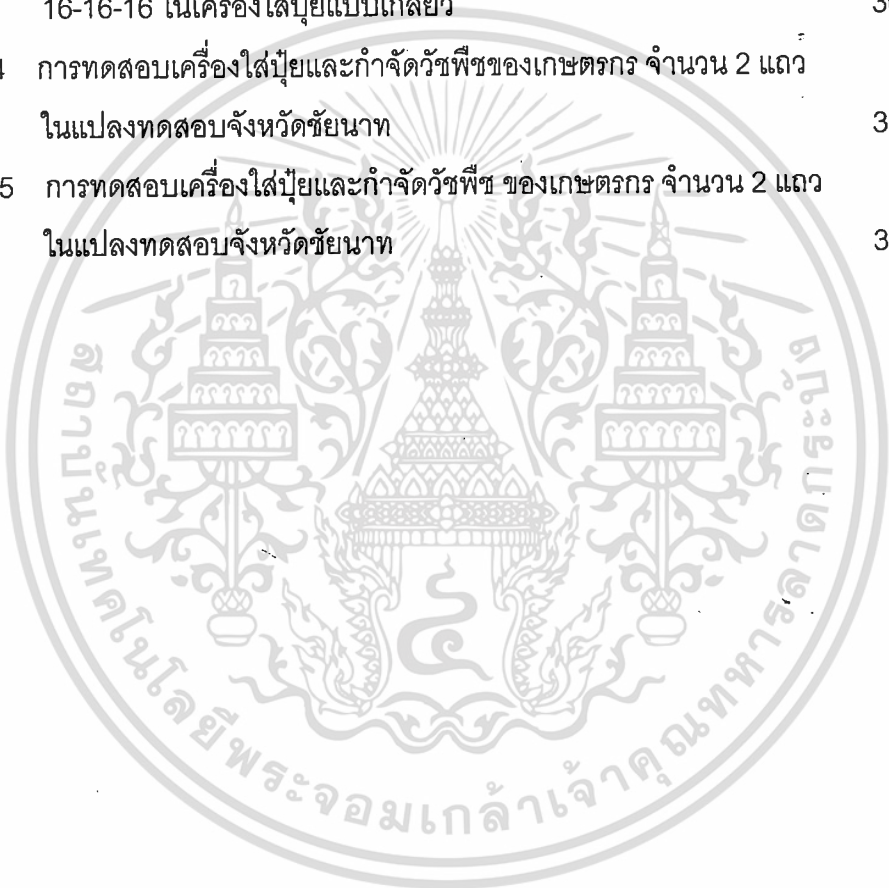 16-16-16 ในเครื่องใส่ปุ๋ยแบบเกลียว 3
4 การทดสอบเครื่องใส่ปุ๋ยและกำจัดวัชพืชของเกษตรกร จำนวน 2 แถว
ในแปลงทดสอบจังหวัดชัยนาท 3
5 การทดสอบเครื่องใส่ปุ๋ยและกำจัดวัชพืช ของเกษตรกร จำนวน 2 แถว
ในแปลงทดสอบจังหวัดชัยนาท 3
สถาบันเทคโนโลยีพระจอมเกล้าเจ้าคุณทหารลาดกระบัง